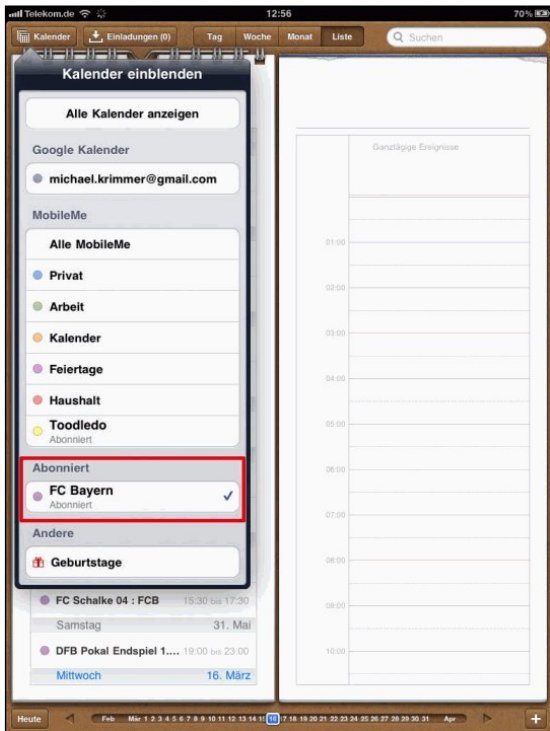 Telekom.de 12:56 70%
Kalender Einladungen (0) Tag Woche Monat Liste Suchen
Kalender einblenden
Alle Kalender anzeigen
Google Kalender
michael.krimmer@gmail.com
MobileMe
Alle MobileMe
Privat
Arbeit
Kalender
Feiertage
Haushalt
Toodledo
Abonniert
Abonniert
FC Bayern
Abonniert
Andere
Geburtstage
FC Schalke 04 : FCB 15:30 bis 17:30
Samstag 31. Mai
DFB Pokal Endspiel 1.... 19:00 bis 23:00
Mittwoch 16. März
Ganztägige Ereignisse
01:00
02:00
03:00
04:00
05:00
06:00
07:00
08:00
09:00
10:00
Heute Feb Mär 1 2 3 4 5 6 7 8 9 10 11 12 13 14 15 16 17 18 19 20 21 22 23 24 25 26 27 28 29 30 31 Apr +